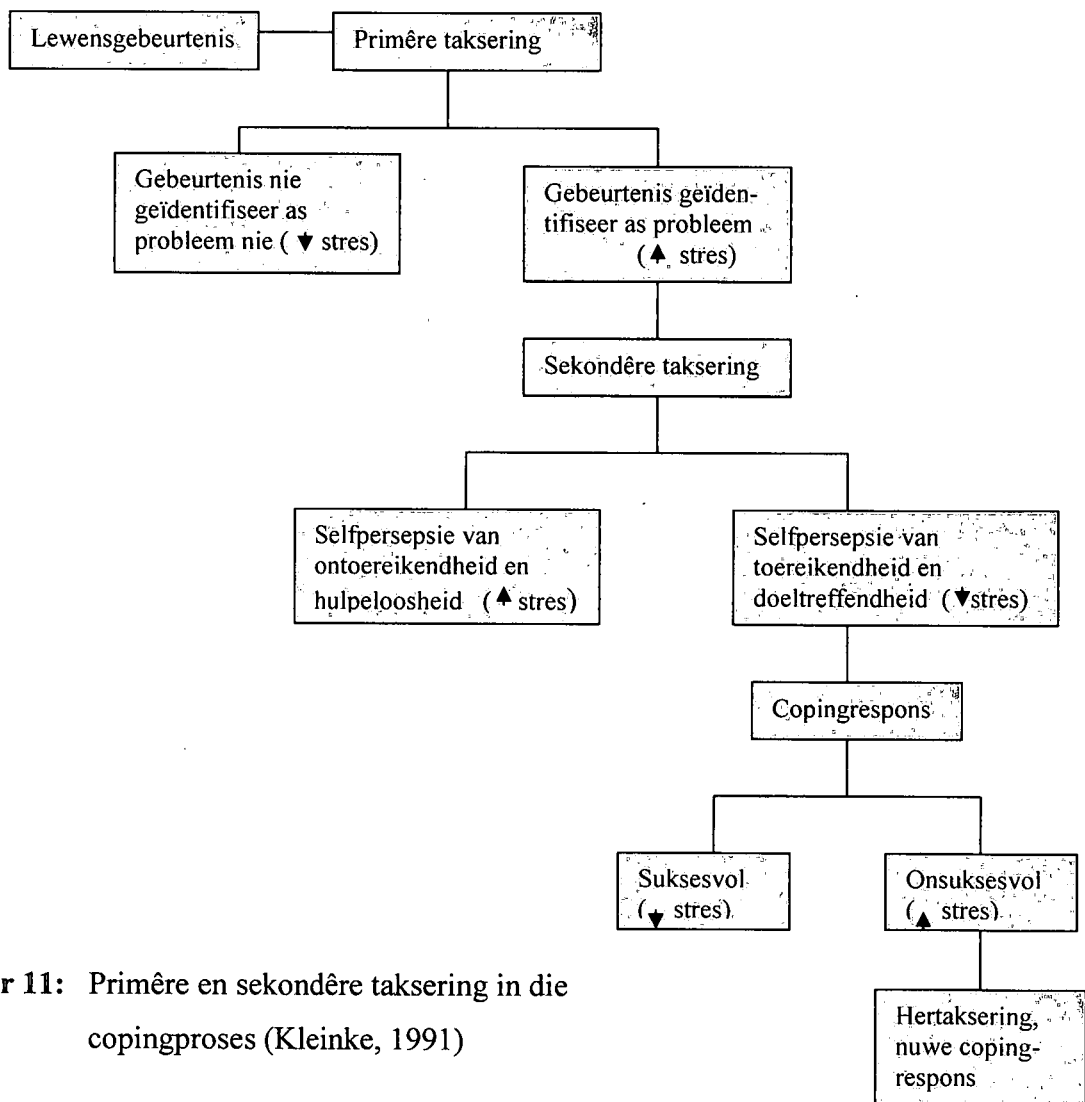 Lewensgebeurtenis
Primêre taksering
Gebeurtenis nie
geïdentifiseer as
probleem nie (▼ stres)
Gebeurtenis geïden-
tifiseer as probleem
(▲ stres)
Sekondêre taksering
Selfpersepsie van
ontoereikendheid en
hulpeloosheid (▲ stres)
Selfpersepsie van
toereikendheid en
doeltreffendheid (▼stres)
Copingrespons
Suksesvol
(▼ stres)
Onsuksesvol
(▲ stres)
r 11: Primêre en sekondêre taksering in die
copingproses (Kleinke, 1991)
Hertaksering,
nuwe coping-
respons